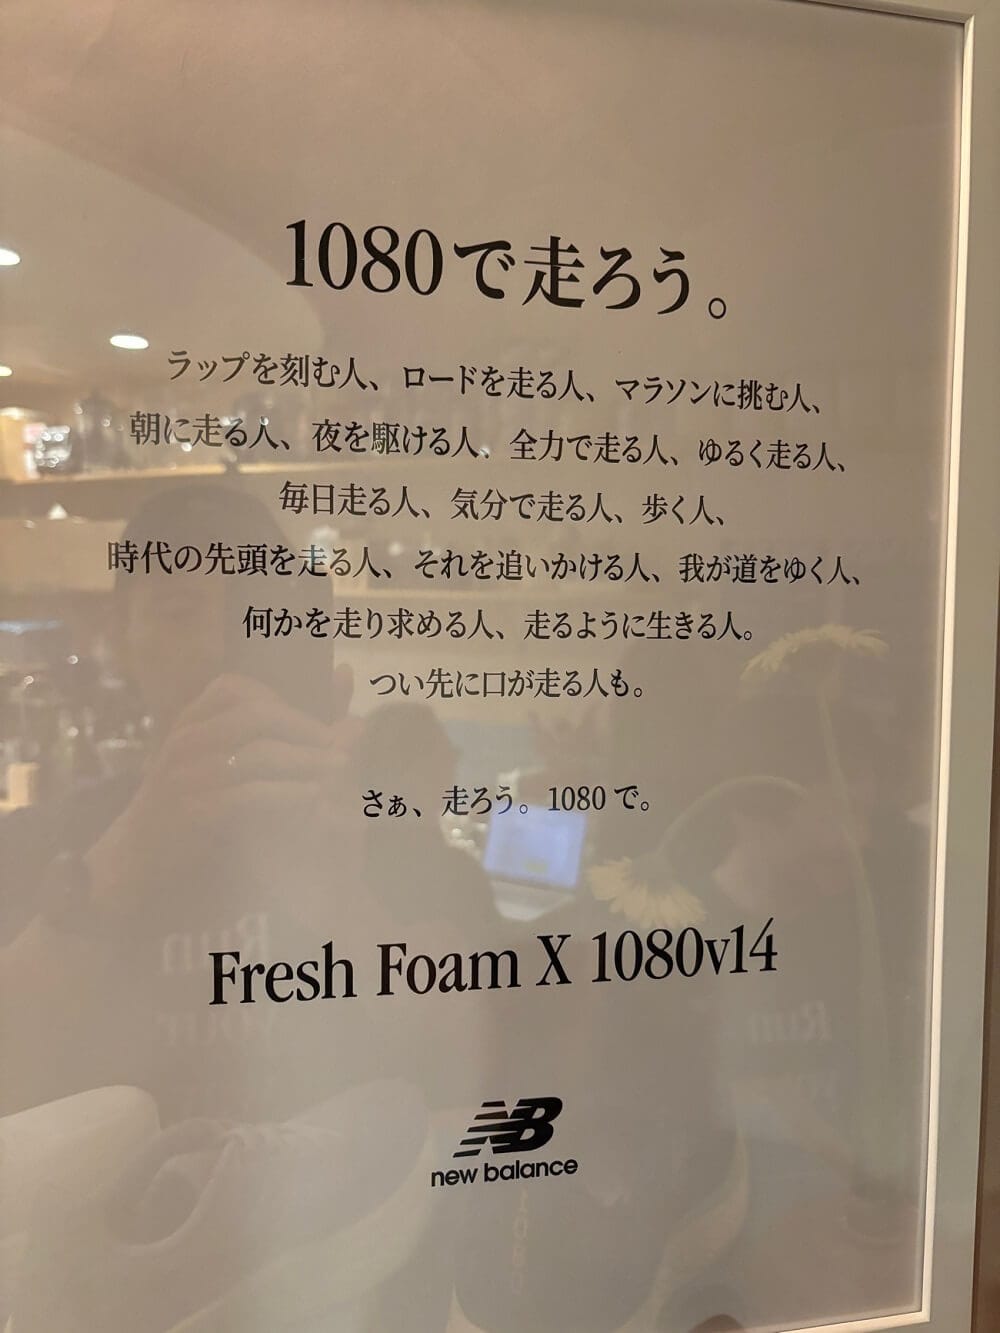 1080で走ろう。
ラップを刻む人、ロードを走る人、マラソンに挑む人、
朝に走る人、夜を駆ける人、全力で走る人、ゆるく走る人、
毎日走る人、気分で走る人、歩く人、
時代の先頭を走る人、それを追いかける人、我が道をゆく人、
何かを走り求める人、走るように生きる人。
つい先に口が走る人も。
さぁ、走ろう。1080で。
Fresh Foam X 1080v14
NB
new balance
Run
your
Run